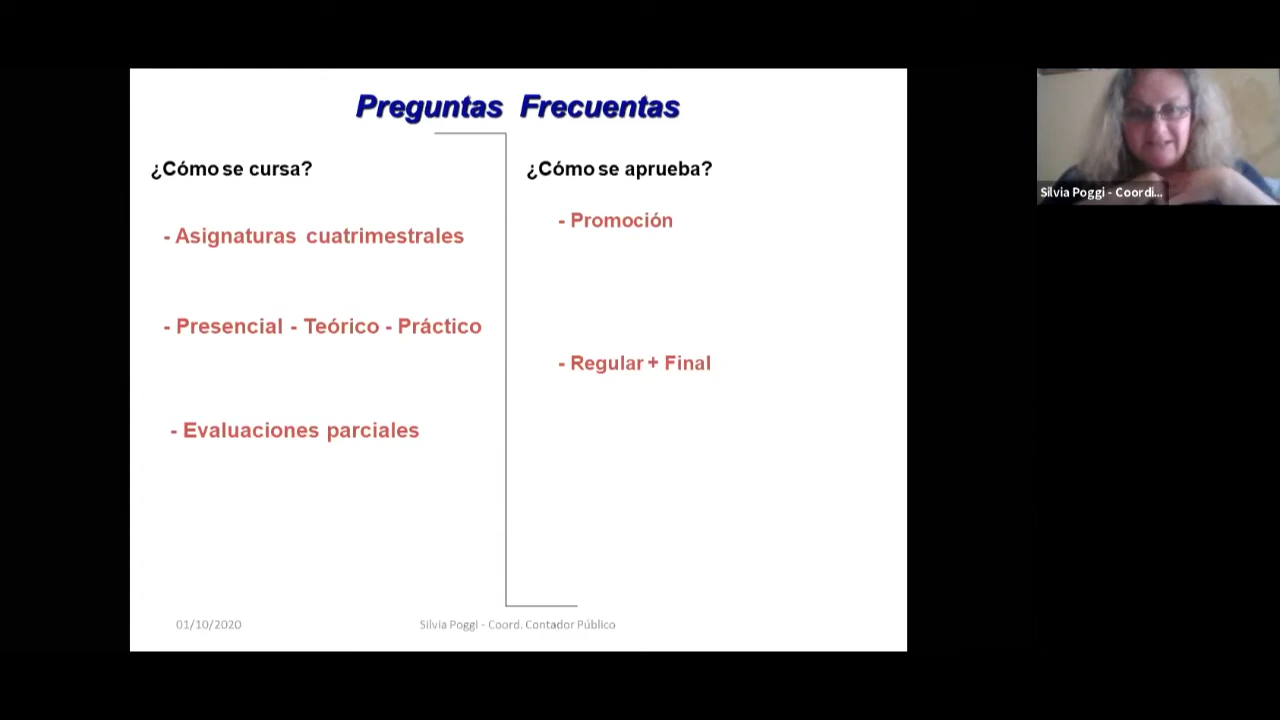 Preguntas Frecuentas
¿Cómo se cursa?
- Asignaturas cuatrimestrales
- Presencial - Teórico - Práctico
- Evaluaciones parciales
¿Cómo se aprueba?
- Promoción
- Regular + Final
01/10/2020
Silvia Poggi - Coord. Contador Público
Silvia Poggi - Coordi...